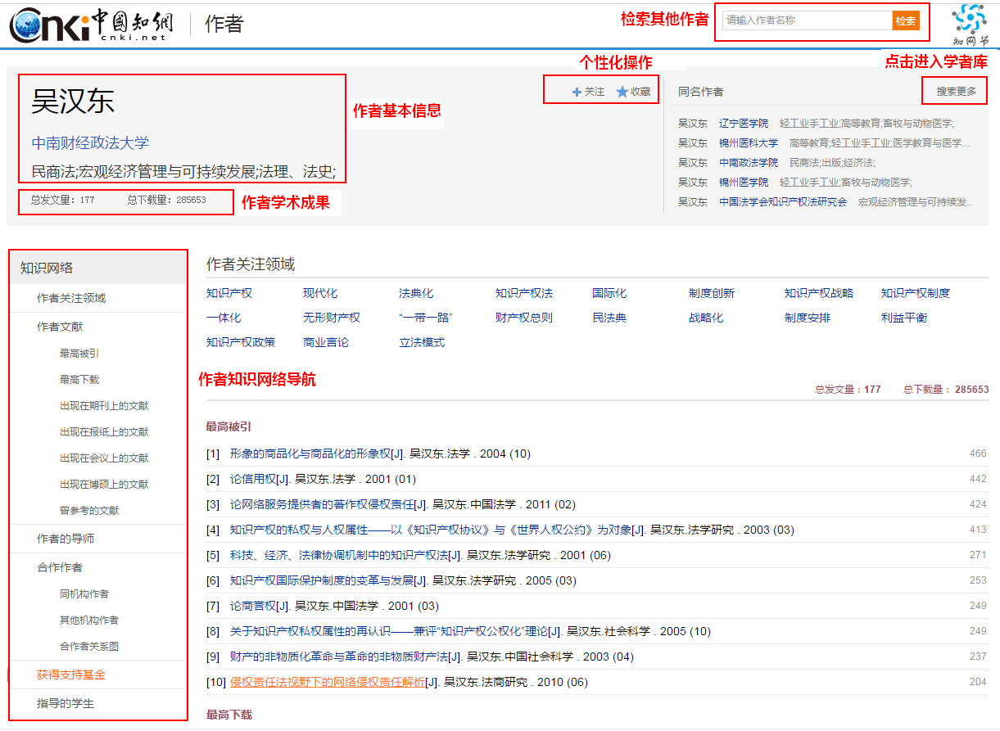 Cnki中國知網
cnki.net
作者
检索其他作者
请输入作者名称
检索
知网节
个性化操作
点击进入学者库
吴汉东
中南财经政法大学
民商法;宏观经济管理与可持续发展;法理、法史;
作者基本信息
总发文量：177 总下载量：285653
作者学术成果
关注 收藏
同名作者
搜索更多
吴汉东 辽宁医学院 轻工业手工业;高等教育;畜牧与动物医学;
吴汉东 锦州医科大学 高等教育;轻工业手工业;医学教育与医学...
吴汉东 中南政法学院 民商法;出版;经济法;
吴汉东 锦州医学院 轻工业手工业;畜牧与动物医学;
吴汉东 中国法学会知识产权法研究会 宏观经济管理与可持续发..
知识网络
作者关注领域
作者文献
最高被引
最高下载
出现在期刊上的文献
出现在报纸上的文献
出现在会议上的文献
出现在博硕上的文献
曾参考的文献
作者的导师
合作作者
同机构作者
其他机构作者
合作者关系图
获得支持基金
指导的学生
作者关注领域
知识产权 现代化 法典化 知识产权法 国际化 制度创新 知识产权战略 知识产权制度
一体化 无形财产权 “一带一路” 财产权总则 民法典 战略化 制度安排 利益平衡
知识产权政策 商业言论 立法模式
作者知识网络导航
总发文量：177 总下载量：285653
最高被引
[1] 形象的商品化与商品化的形象权[J]. 吴汉东.法学 . 2004 (10) 466
[2] 论信用权[J]. 吴汉东.法学 . 2001 (01) 442
[3] 论网络服务提供者的著作权侵权责任[J]. 吴汉东.中国法学 . 2011 (02) 424
[4] 知识产权的私权与人权属性——以《知识产权协议》与《世界人权公约》为对象[J]. 吴汉东.法学研究 . 2003 (03) 413
[5] 科技、经济、法律协调机制中的知识产权法[J]. 吴汉东.法学研究 . 2001 (06) 271
[6] 知识产权国际保护制度的变革与发展[J]. 吴汉东.法学研究 . 2005 (03) 253
[7] 论商誉权[J]. 吴汉东.中国法学 . 2001 (03) 249
[8] 关于知识产权私权属性的再认识——兼评“知识产权公权化”理论[J]. 吴汉东.社会科学 . 2005 (10) 249
[9] 财产的非物质化革命与革命的非物质财产法[J]. 吴汉东.中国社会科学 . 2003 (04) 237
[10] 侵权责任法视野下的网络侵权责任解析[J]. 吴汉东.法商研究 . 2010 (06) 204
最高下载